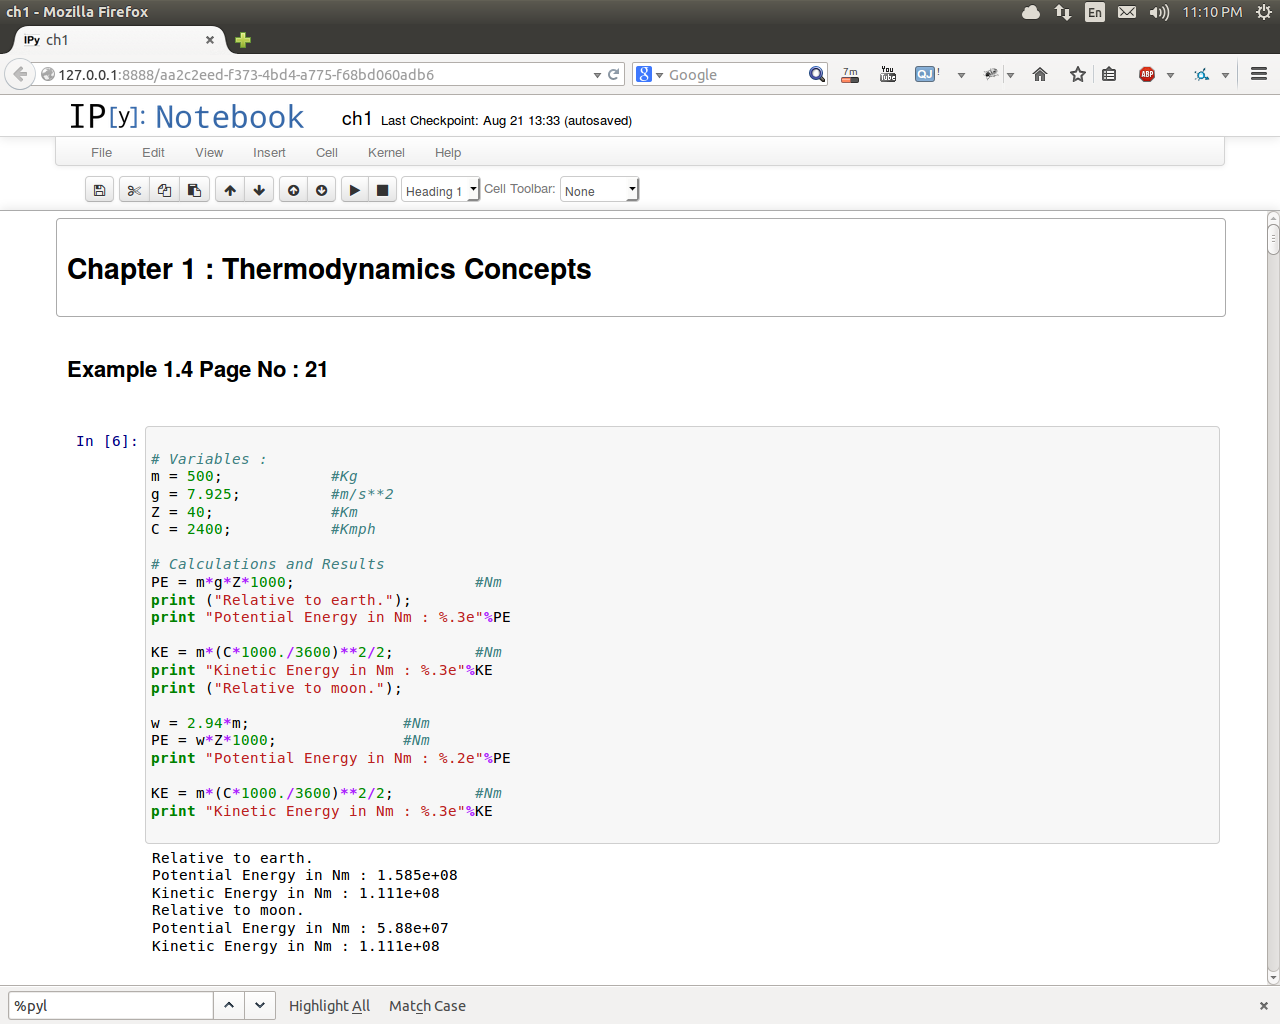 ch1 - Mozilla Firefox
En
11:10 PM
IPy ch1
127.0.0.1:8888/aa2c2eed-f373-4bd4-a775-f68bd060adb6
Google
7m
You Tube
QJ !
ABP
IP[y]: Notebook
ch1 Last Checkpoint: Aug 21 13:33 (autosaved)
File Edit View Insert Cell Kernel Help
Heading 1 Cell Toolbar: None
Chapter 1 : Thermodynamics Concepts
Example 1.4 Page No : 21
In [6]:
# Variables :
m = 500;            #Kg
g = 7.925;          #m/s**2
Z = 40;             #Km
C = 2400;           #Kmph
# Calculations and Results
PE = m*g*Z*1000;                    #Nm
print ("Relative to earth.");
print "Potential Energy in Nm : %.3e"%PE
KE = m*(C*1000./3600)**2/2;         #Nm
print "Kinetic Energy in Nm : %.3e"%KE
print ("Relative to moon.");
w = 2.94*m;                 #Nm
PE = w*Z*1000;              #Nm
print "Potential Energy in Nm : %.2e"%PE
KE = m*(C*1000./3600)**2/2;         #Nm
print "Kinetic Energy in Nm : %.3e"%KE
Relative to earth.
Potential Energy in Nm : 1.585e+08
Kinetic Energy in Nm : 1.111e+08
Relative to moon.
Potential Energy in Nm : 5.88e+07
Kinetic Energy in Nm : 1.111e+08
%pyl
Highlight All Match Case